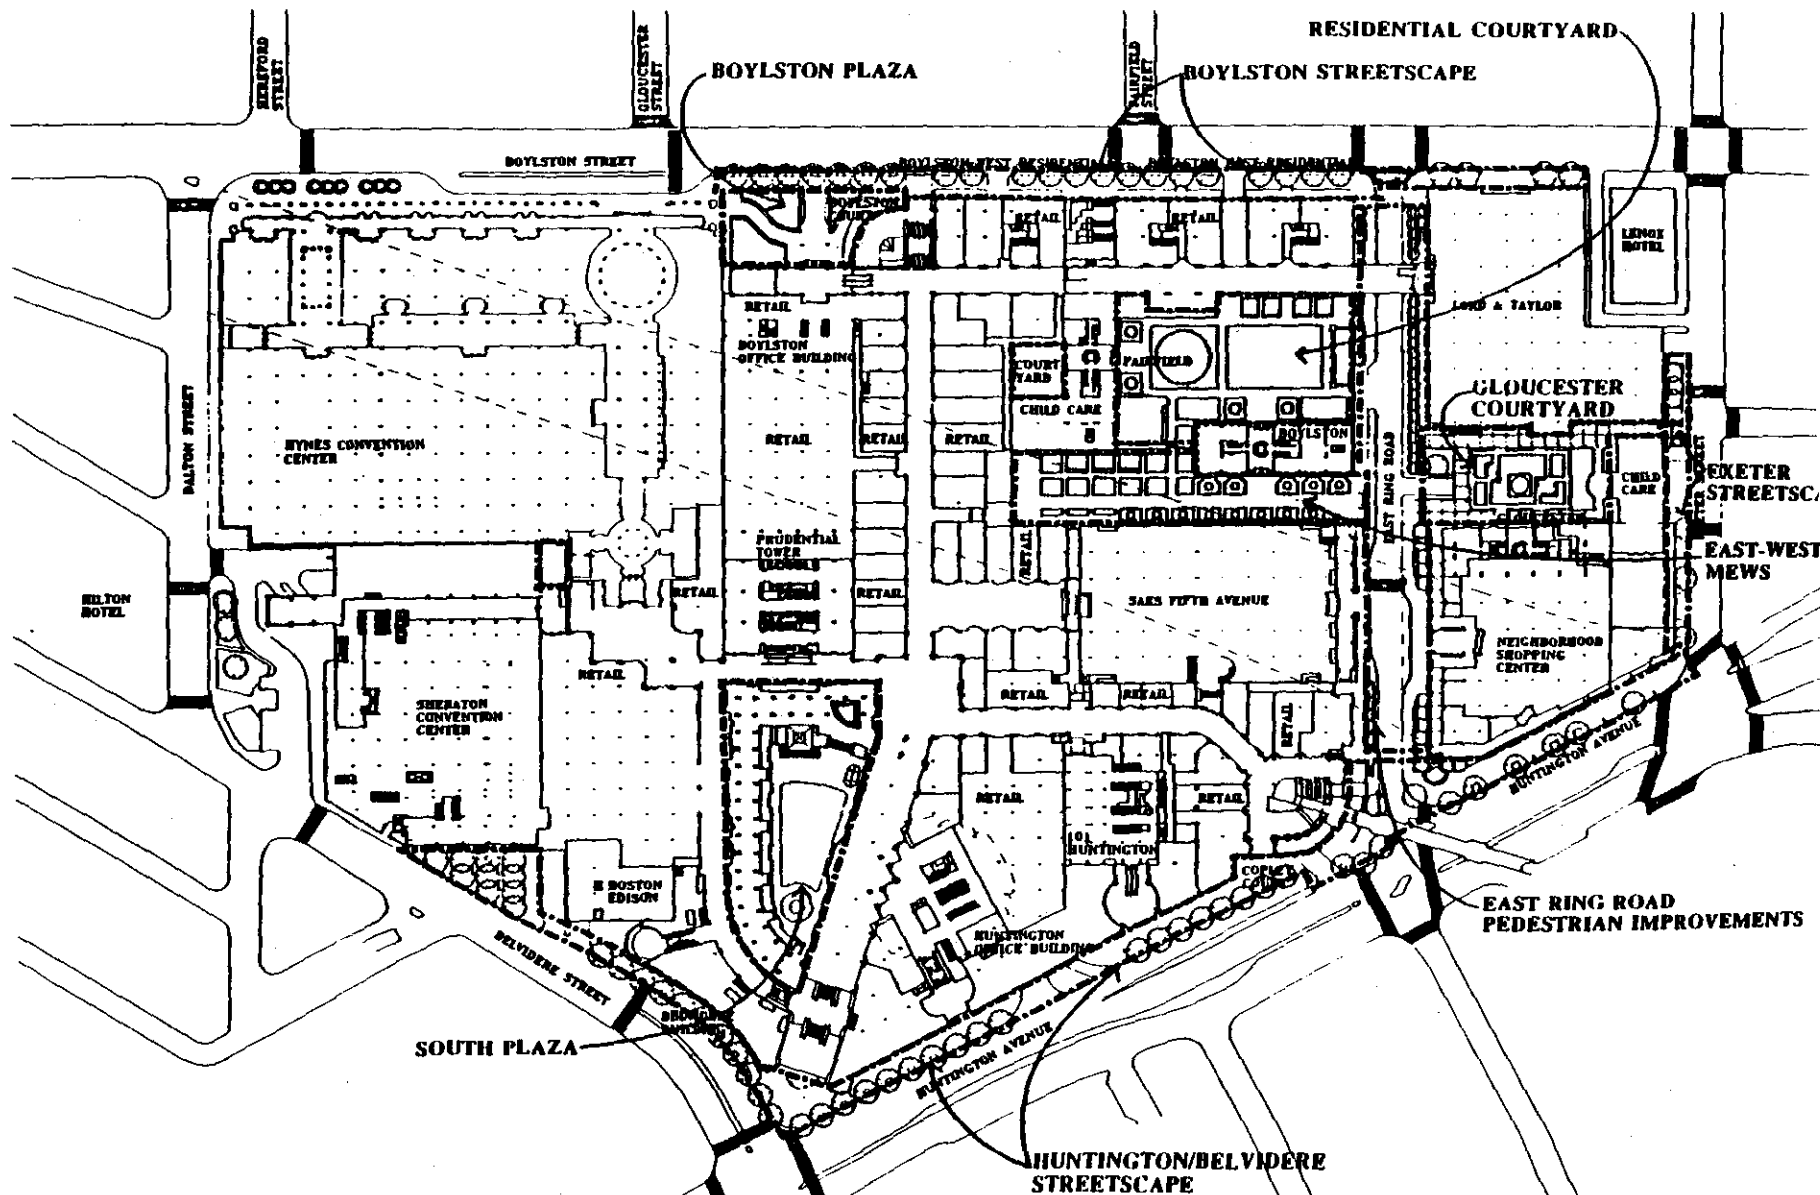 RESIDENTIAL COURTYARD
BOYLSTON PLAZA
BOYLSTON STREETSCAPE
HEREFORD
STREET
GLOUCESTER
STREET
FAIRFIELD
STREET
BOYLSTON STREET
RETAIL
RETAIL
LENOX
HOTEL
RETAIL
LORD & TAYLOR
BOYLSTON
OFFICE BUILDING
COURT
YARD
FAIRFIELD
GLOUCESTER
COURTYARD
CHILD CARE
DALTON STREET
HYNES CONVENTION
CENTER
RETAIL
RETAIL
RETAIL
BOYLSTON
EAST RING ROAD
CHILD
CARE
EXETER
STREETSCA
PRUDENTIAL
TOWER
RETAIL
EAST-WEST
MEWS
HILTON
HOTEL
RETAIL
RETAIL
SAKS FIFTH AVENUE
NEIGHBORHOOD
SHOPPING
CENTER
RETAIL
RETAIL
RETAIL
SHERATON
CONVENTION
CENTER
RETAIL
HUNTINGTON AVENUE
RETAIL
RETAIL
101
HUNTINGTON
BOSTON
EDISON
EAST RING ROAD
PEDESTRIAN IMPROVEMENTS
HUNTINGTON
OFFICE BUILDING
BELVIDERE STREET
SOUTH PLAZA
HUNTINGTON AVENUE
HUNTINGTON/BELVIDERE
STREETSCAPE